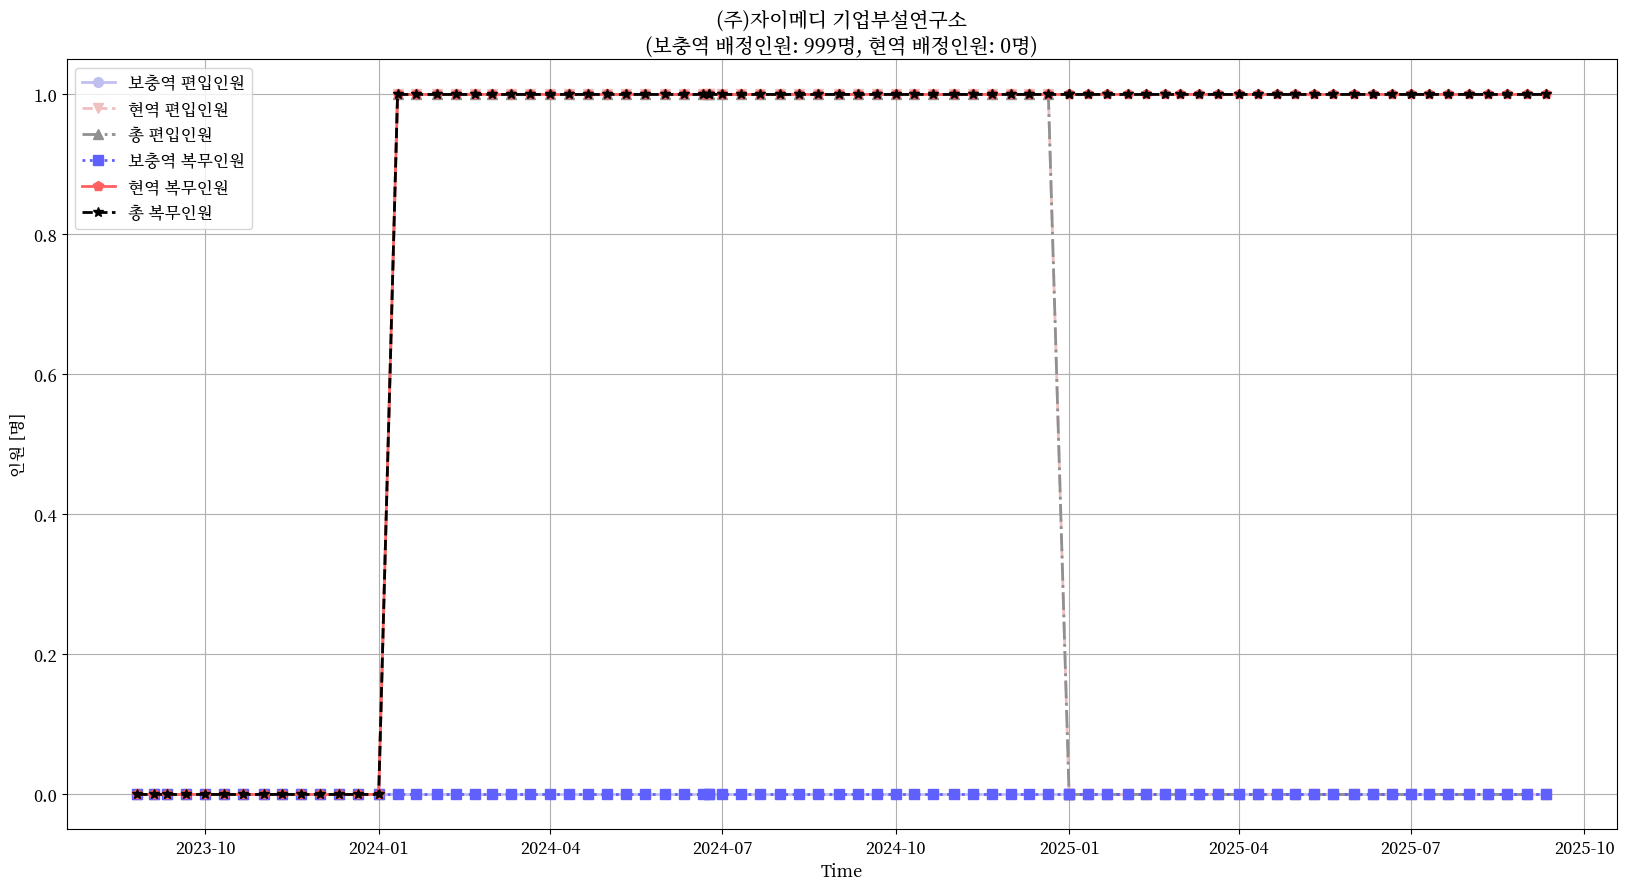 (주)자이메디 기업부설연구소
(보충역 배정인원: 999명, 현역 배정인원: 0명)
보충역 편입인원
현역 편입인원
총 편입인원
보충역 복무인원
현역 복무인원
총 복무인원
1.0
0.8
0.6
0.4
0.2
0.0
인원 [명]
2023-10 2024-01 2024-04 2024-07 2024-10 2025-01 2025-04 2025-07 2025-10
Time